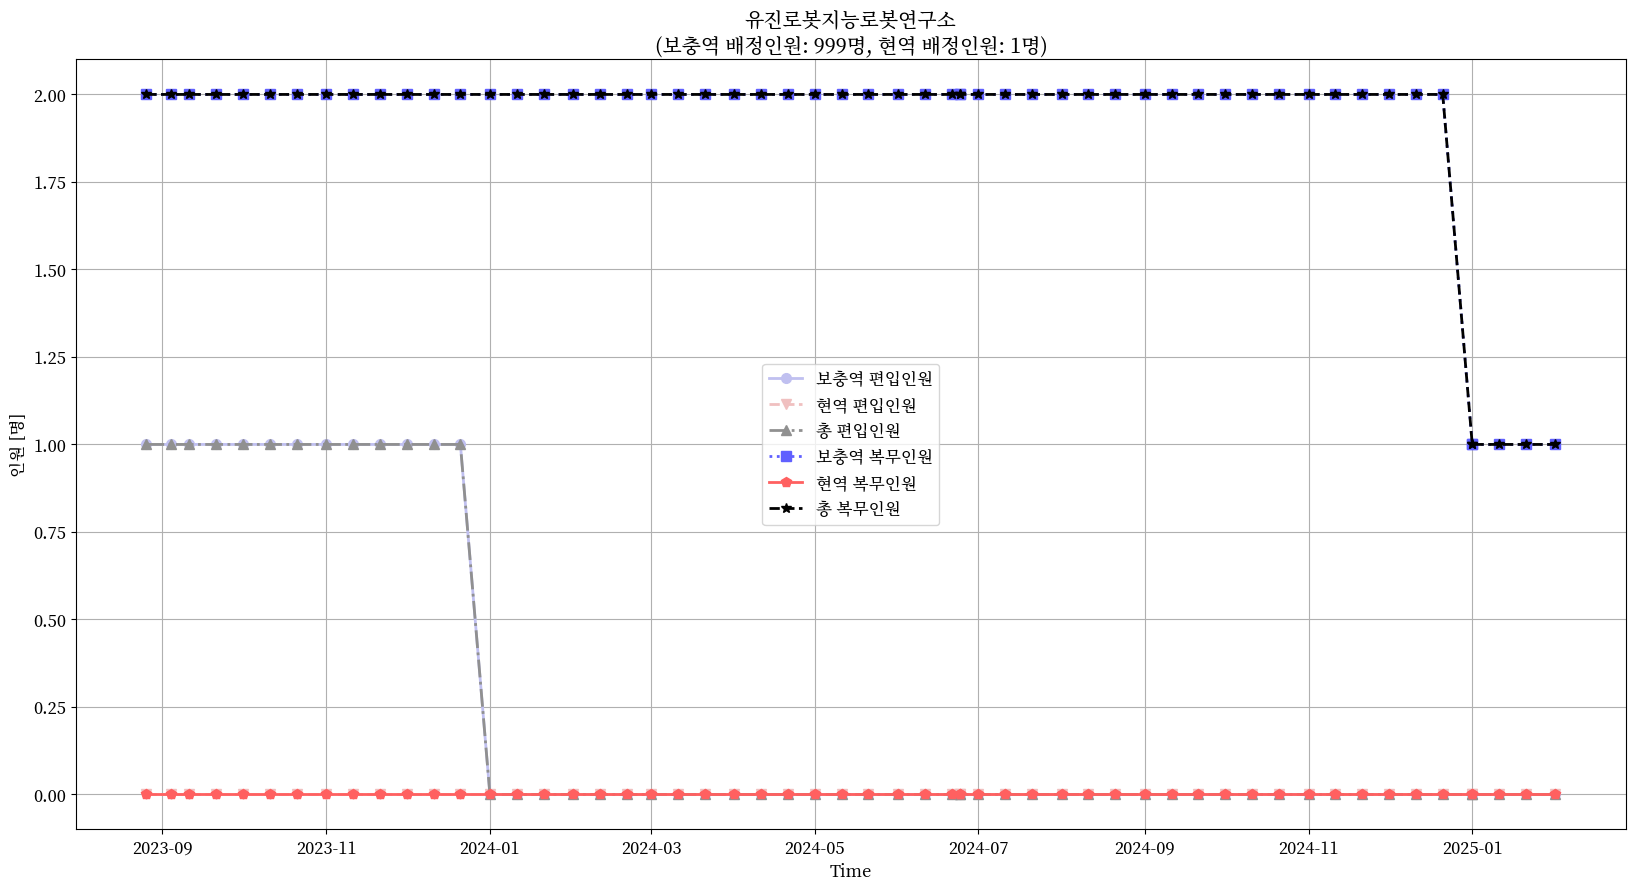 유진로봇지능로봇연구소
(보충역 배정인원: 999명, 현역 배정인원: 1명)
2.00
1.75
1.50
1.25
1.00
0.75
0.50
0.25
0.00
인원 [명]
보충역 편입인원
현역 편입인원
총 편입인원
보충역 복무인원
현역 복무인원
총 복무인원
2023-09 2023-11 2024-01 2024-03 2024-05 2024-07 2024-09 2024-11 2025-01
Time